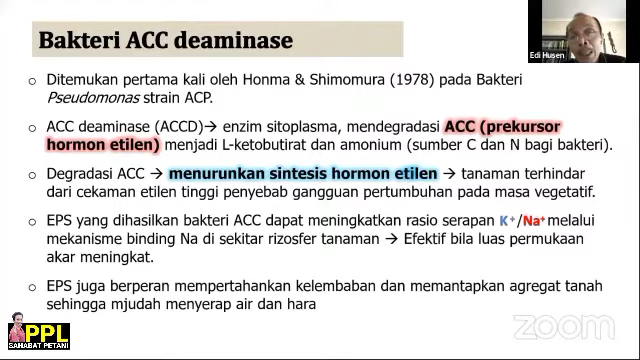 Bakteri ACC deaminase
Edi Husen
o Ditemukan pertama kali oleh Honma & Shimomura (1978) pada Bakteri
Pseudomonas strain ACP.
o ACC deaminase (ACCD)→ enzim sitoplasma, mendegradasi ACC (prekursor
hormon etilen) menjadi L-ketobutirat dan amonium (sumber C dan N bagi bakteri).
o Degradasi ACC → menurunkan sintesis hormon etilen → tanaman terhindar
dari cekaman etilen tinggi penyebab gangguan pertumbuhan pada masa vegetatif.
o EPS yang dihasilkan bakteri ACC dapat meningkatkan rasio serapan K⁺/Na⁺ melalui
mekanisme binding Na di sekitar rizosfer tanaman → Efektif bila luas permukaan
akar meningkat.
o EPS juga berperan mempertahankan kelembaban dan memantapkan agregat tanah
sehingga mjudah menyerap air dan hara
PPL
SAHABAT PETANI
zoom